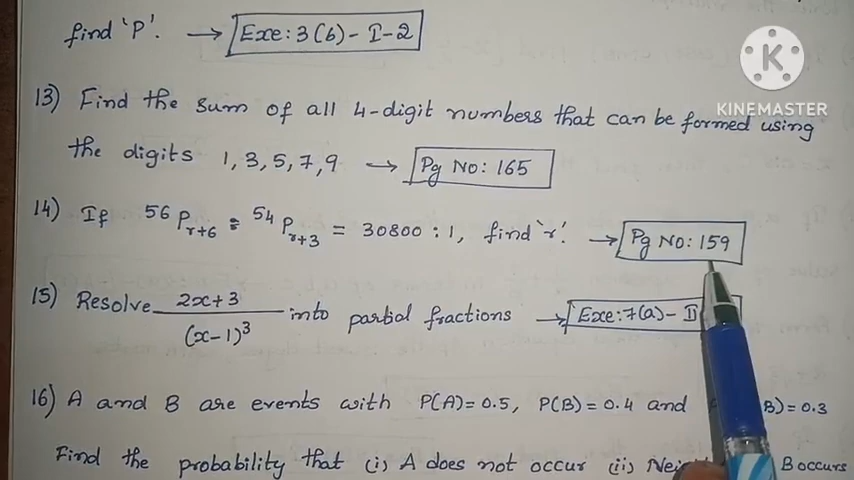 find 'P'. → Exe: 3(b) - I - 2
KINEMASTER
13) Find the sum of all 4-digit numbers that can be formed using
the digits 1, 3, 5, 7, 9 → Pg No: 165
14) If ⁵⁶Pᵣ₊₆ : ⁵⁴Pᵣ₊₃ = 30800 : 1, find 'r'. → Pg No: 159
15) Resolve (2x+3)/(x-1)³ into partial fractions → Exe: 7(a) - II
16) A and B are events with P(A)=0.5, P(B)=0.4 and B)=0.3
Find the probability that (i) A does not occur (ii) B occurs